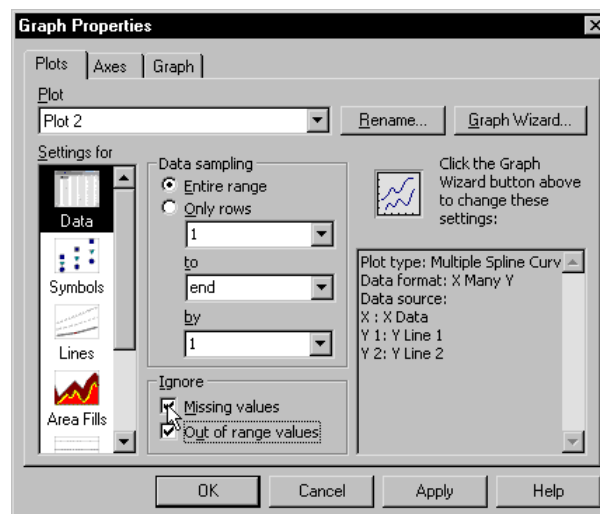 Graph Properties
Plots
Axes
Graph
Plot
Plot 2
Rename...
Graph Wizard...
Settings for
Data
Symbols
Lines
Area Fills
Data sampling
Entire range
Only rows
1
to
end
by
1
Ignore
Missing values
Out of range values
Click the Graph
Wizard button above
to change these
settings:
Plot type: Multiple Spline Curv
Data format: X Many Y
Data source:
X : X Data
Y 1: Y Line 1
Y 2: Y Line 2
OK
Cancel
Apply
Help